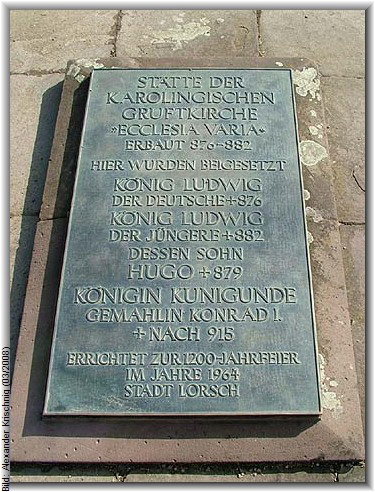 STÄTTE DER
KAROLINGISCHEN
GRUFTKIRCHE
»ECCLESIA VARIA«
ERBAUT 876-882
HIER WURDEN BEIGESETZT
KÖNIG LUDWIG
DER DEUTSCHE +876
KÖNIG LUDWIG
DER JÜNGERE +882
DESSEN SOHN
HUGO +879
KÖNIGIN KUNIGUNDE
GEMAHLIN KONRAD I.
+ NACH 915
ERRICHTET ZUR 1200-JAHRFEIER
IM JAHRE 1964
STADT LORSCH
Bild: Alexander Krischnig (03/2008)